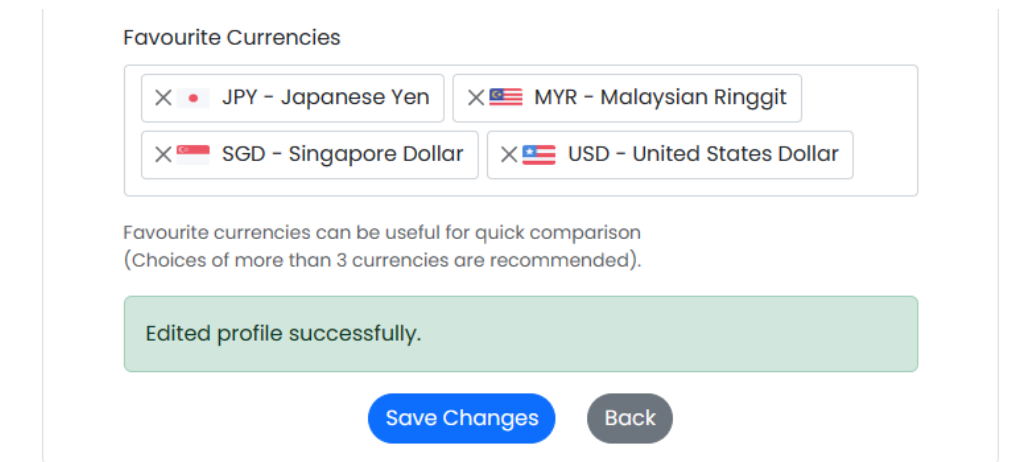 Favourite Currencies
JPY - Japanese Yen
MYR - Malaysian Ringgit
SGD - Singapore Dollar
USD - United States Dollar
Favourite currencies can be useful for quick comparison
(Choices of more than 3 currencies are recommended).
Edited profile successfully.
Save Changes
Back